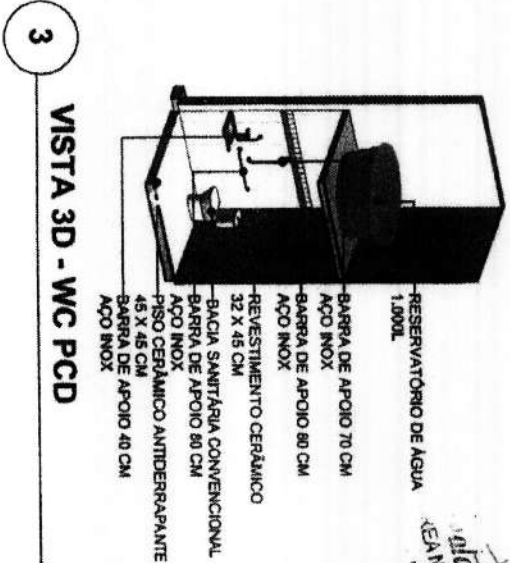 RESERVATÓRIO DE ÁGUA
1.000L
BARRA DE APOIO 70 CM
AÇO INOX
BARRA DE APOIO 80 CM
AÇO INOX
REVESTIMENTO CERÂMICO
32 X 45 CM
BACIA SANITÁRIA CONVENCIONAL
BARRA DE APOIO 80 CM
AÇO INOX
PISO CERÂMICO ANTIDERRAPANTE
45 X 45 CM
BARRA DE APOIO 40 CM
AÇO INOX
3
VISTA 3D - WC PCD